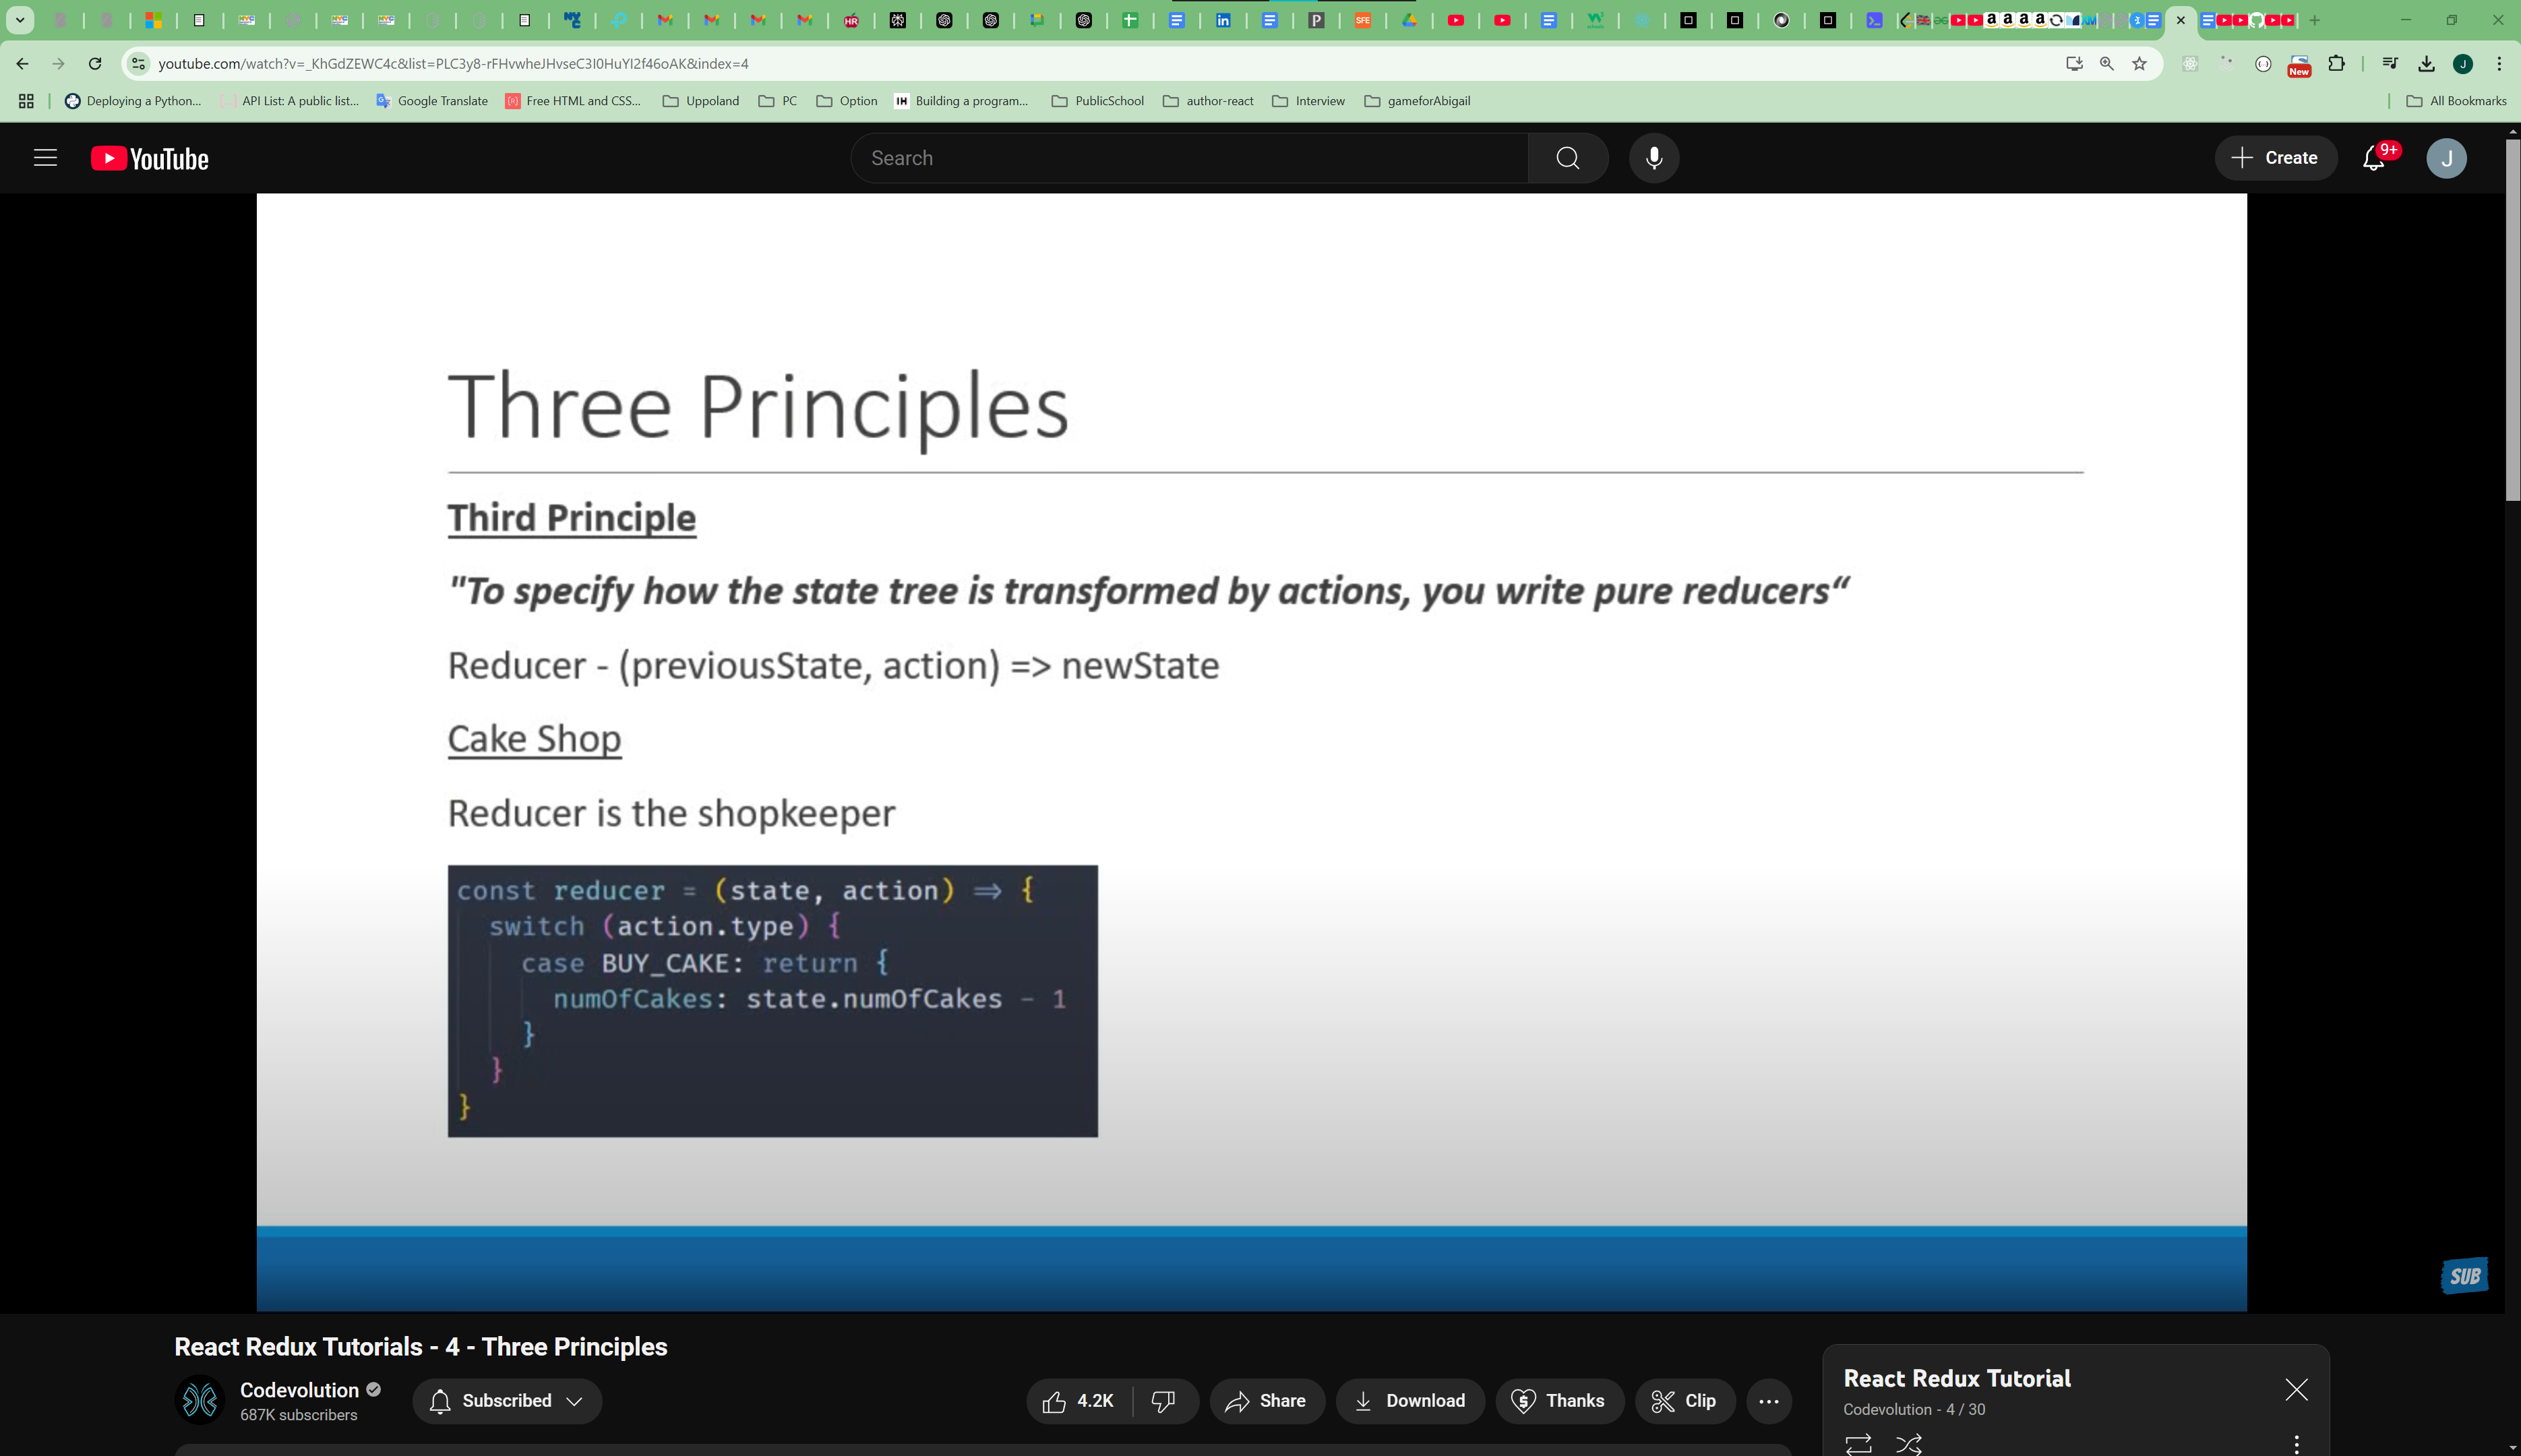 youtube.com/watch?v=_KhGdZEWC4c&list=PLC3y8-rFHvwheJHvseC3I0HuYI2f46oAK&index=4
New
J
Deploying a Python... API List: A public list... Google Translate Free HTML and CSS... Uppoland PC Option Building a program... PublicSchool author-react Interview gameforAbigail All Bookmarks
YouTube
Search
Create
9+
J
Three Principles
Third Principle
"To specify how the state tree is transformed by actions, you write pure reducers“
Reducer - (previousState, action) => newState
Cake Shop
Reducer is the shopkeeper
const reducer = (state, action) => {
switch (action.type) {
case BUY_CAKE: return {
numOfCakes: state.numOfCakes - 1
}
}
}
SUB
React Redux Tutorials - 4 - Three Principles
Codevolution
687K subscribers
Subscribed
4.2K
Share
Download
Thanks
Clip
React Redux Tutorial
Codevolution - 4 / 30